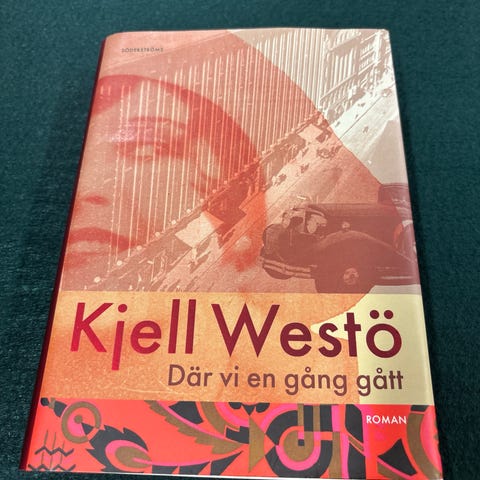 SÖDERSTRÖMS
Kjell Westö
Där vi en gång gått
ROMAN